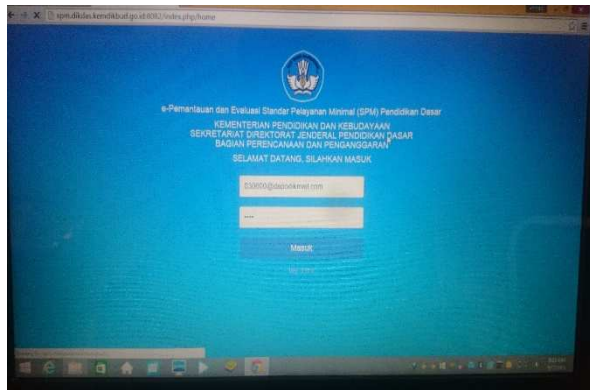 e-Pemantauan dan Evaluasi Standar Pelayanan Minimal (SPM) Pendidikan Dasar
KEMENTERIAN PENDIDIKAN DAN KEBUDAYAAN
SEKRETARIAT DIREKTORAT JENDERAL PENDIDIKAN DASAR
BAGIAN PERENCANAAN DAN PENGANGGARAN
SELAMAT DATANG, SILAHKAN MASUK
Masuk